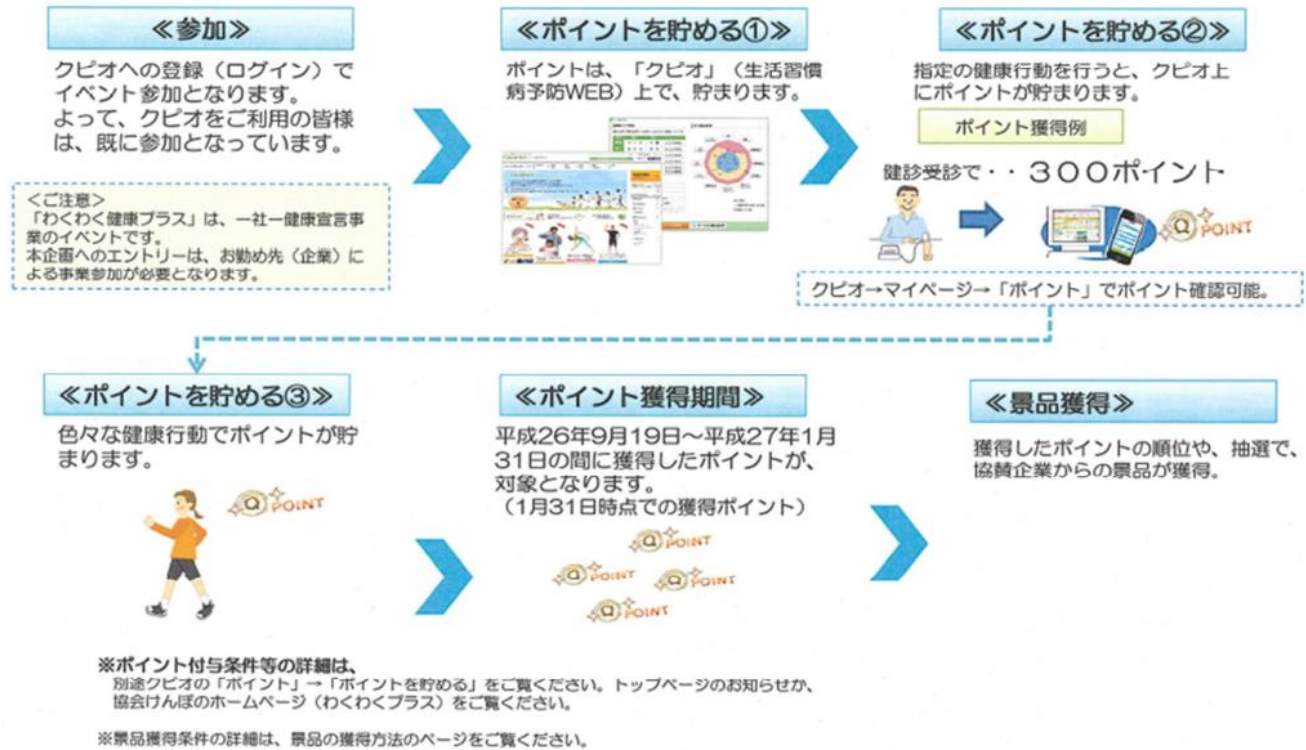 ≪参加≫
クピオへの登録（ログイン）で
イベント参加となります。
よって、クピオをご利用の皆様
は、既に参加となっています。
＜ご注意＞
「わくわく健康プラス」は、一社一健康宣言事
業のイベントです。
本企画へのエントリーは、お勤め先（企業）に
よる事業参加が必要となります。
≪ポイントを貯める①≫
ポイントは、「クピオ」（生活習慣
病予防WEB）上で、貯まります。
≪ポイントを貯める②≫
指定の健康行動を行うと、クピオ上
にポイントが貯まります。
ポイント獲得例
健診受診で・・３００ポイント
Q POINT
クピオ→マイページ→「ポイント」でポイント確認可能。
≪ポイントを貯める③≫
色々な健康行動でポイントが貯
まります。
Q POINT
≪ポイント獲得期間≫
平成26年9月19日～平成27年1月
31日の間に獲得したポイントが、
対象となります。
（1月31日時点での獲得ポイント）
Q POINT
Q POINT
Q POINT
Q POINT
≪景品獲得≫
獲得したポイントの順位や、抽選で、
協賛企業からの景品が獲得。
※ポイント付与条件等の詳細は、
別途クピオの「ポイント」→「ポイントを貯める」をご覧ください。トップページのお知らせか、
協会けんぽのホームページ（わくわくプラス）をご覧ください。
※景品獲得条件の詳細は、景品の獲得方法のページをご覧ください。